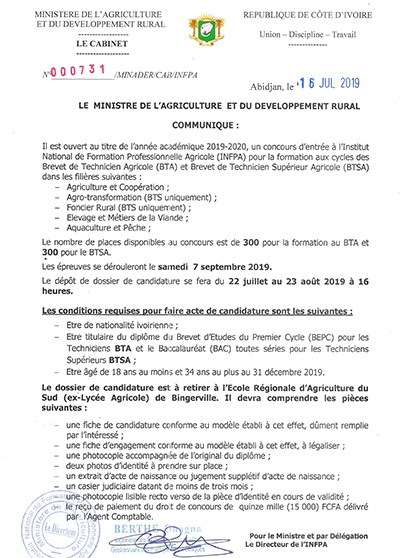 MINISTERE DE L'AGRICULTURE
ET DU DEVELOPPEMENT RURAL
REPUBLIQUE DE CÔTE D'IVOIRE
Union – Discipline – Travail
LE CABINET
N° 000731 /MINADER/CAB/INFPA
Abidjan, le 16 JUL 2019
LE MINISTRE DE L'AGRICULTURE ET DU DEVELOPPEMENT RURAL
COMMUNIQUE :
Il est ouvert au titre de l'année académique 2019-2020, un concours d'entrée à l'Institut
National de Formation Professionnelle Agricole (INFPA) pour la formation aux cycles des
Brevet de Technicien Agricole (BTA) et Brevet de Technicien Supérieur Agricole (BTSA)
dans les filières suivantes :
– Agriculture et Coopération ;
– Agro-transformation (BTS uniquement) ;
– Foncier Rural (BTS uniquement) ;
– Elevage et Métiers de la Viande ;
– Aquaculture et Pêche ;
Le nombre de places disponibles au concours est de 300 pour la formation au BTA et
300 pour le BTSA.
Les épreuves se dérouleront le samedi 7 septembre 2019.
Le dépôt de dossier de candidature se fera du 22 juillet au 23 août 2019 à 16
heures.
Les conditions requises pour faire acte de candidature sont les suivantes :
– Etre de nationalité ivoirienne ;
– Etre titulaire du diplôme du Brevet d'Etudes du Premier Cycle (BEPC) pour les
Techniciens BTA et le Baccalauréat (BAC) toutes séries pour les Techniciens
Supérieurs BTSA ;
– Etre âgé de 18 ans au moins et 34 ans au plus au 31 décembre 2019.
Le dossier de candidature est à retirer à l'Ecole Régionale d'Agriculture du
Sud (ex-Lycée Agricole) de Bingerville. Il devra comprendre les pièces
suivantes :
– une fiche de candidature conforme au modèle établi à cet effet, dûment remplie
par l'intéressé ;
– une fiche d'engagement conforme au modèle établi à cet effet, à légaliser ;
– une photocopie accompagnée de l'original du diplôme ;
– deux photos d'identité à prendre sur place ;
– un extrait d'acte de naissance ou jugement supplétif d'acte de naissance ;
– un casier judiciaire datant de moins de trois mois ;
– une photocopie lisible recto verso de la pièce d'identité en cours de validité ;
– le reçu de paiement du droit de concours de quinze mille (15 000) FCFA délivré
par l'Agent Comptable.
Le Directeur
BERTHE
Pour le Ministre et par Délégation
Le Directeur de l'INFPA